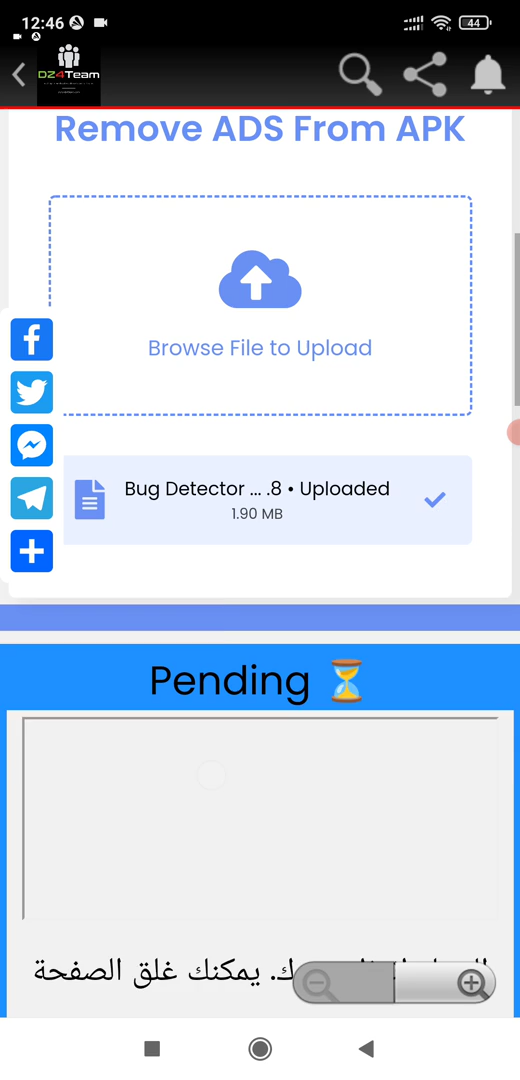 12:46
44
DZ4Team
Remove ADS From APK
Browse File to Upload
Bug Detector ... .8 • Uploaded
1.90 MB
Pending ⏳
ك. يمكنك غلق الصفحة